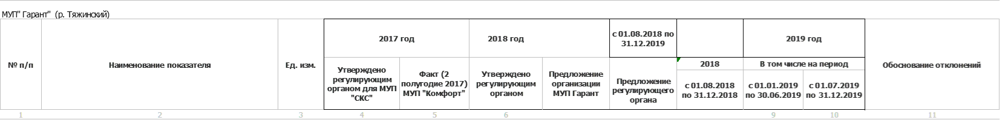 МУП" Гарант" (р. Тяжинский)
№ п/п
Наименование показателя
Ед. изм.
2017 год
2018 год
с 01.08.2018 по
31.12.2019
2019 год
Обоснование отклонений
Утверждено
регулирующим
органом для МУП
"СКС"
Факт (2
полугодие 2017)
МУП "Комфорт"
Утверждено
регулирующим
органом
Предложение
организации
МУП Гарант
Предложение
регулирующего
органа
2018
с 01.08.2018
по 31.12.2018
В том числе на период
с 01.01.2019
по 30.06.2019
с 01.07.2019
по 31.12.2019
1 2 3 4 5 6 9 10 11